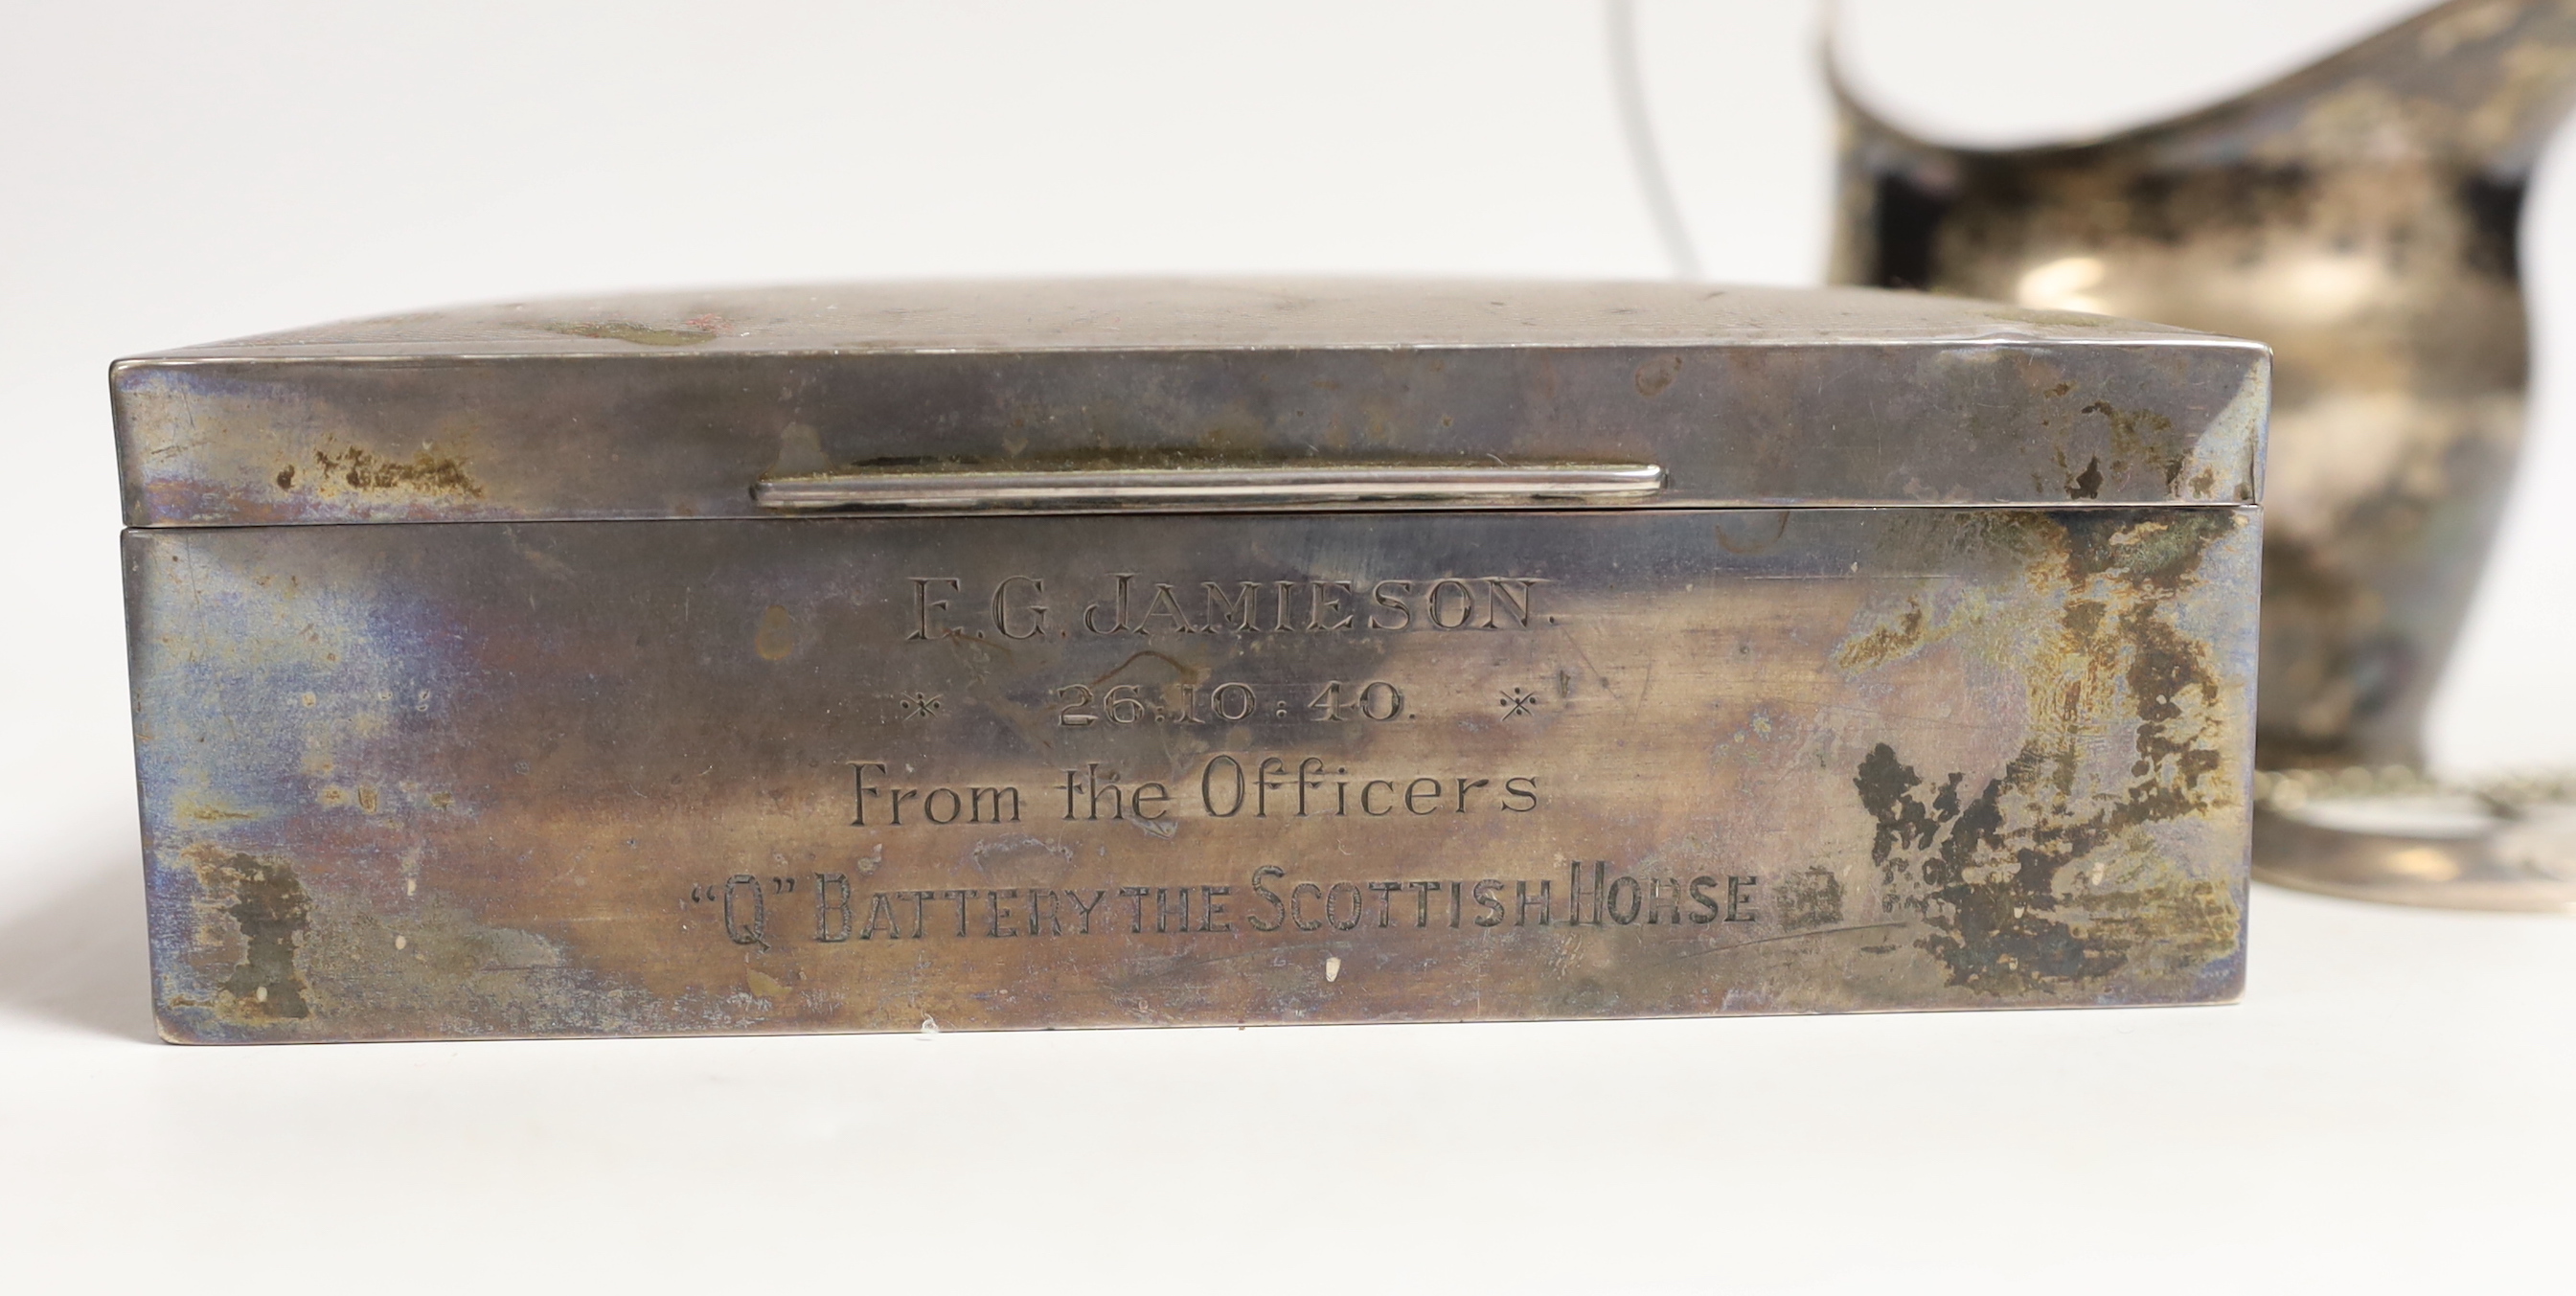 E.G. JAMIESON.
※ 26:10:40. ※
From the Officers
“Q” BATTERY THE SCOTTISH HORSE